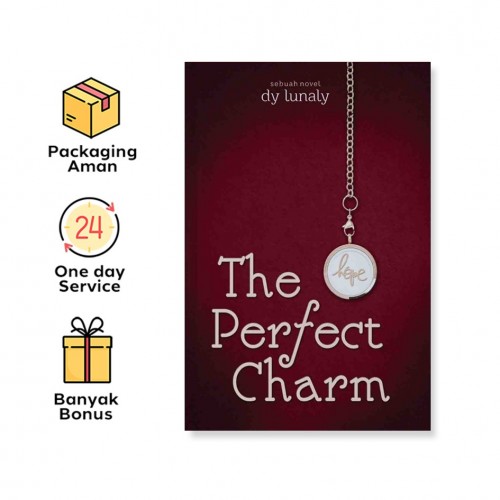 Packaging
Aman
24
One day
Service
Banyak
Bonus
sebuah novel
dy lunaly
hope
The
Perfect
Charm